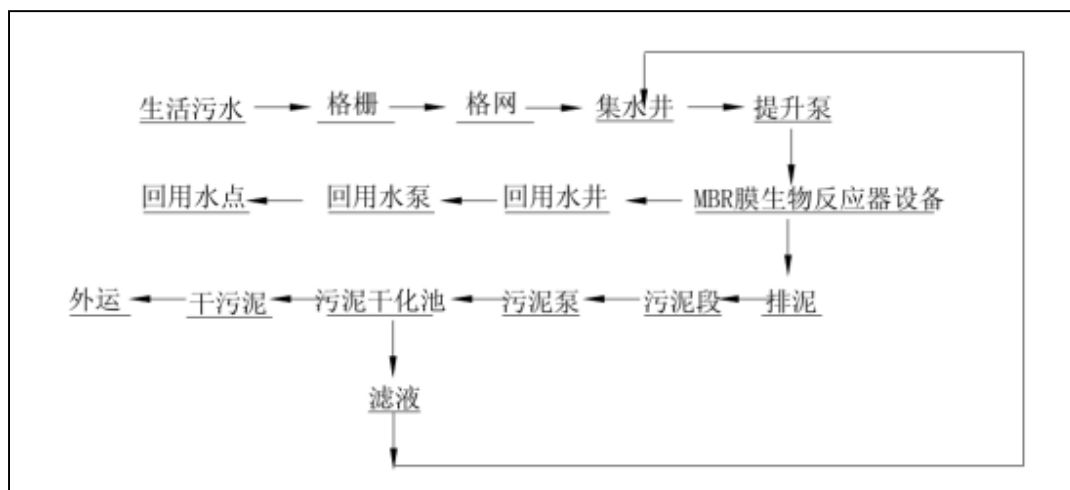 生活污水 格栅 格网 集水井 提升泵
回用水点 回用水泵 回用水井 MBR膜生物反应器设备
外运 干污泥 污泥干化池 污泥泵 污泥段 排泥
滤液